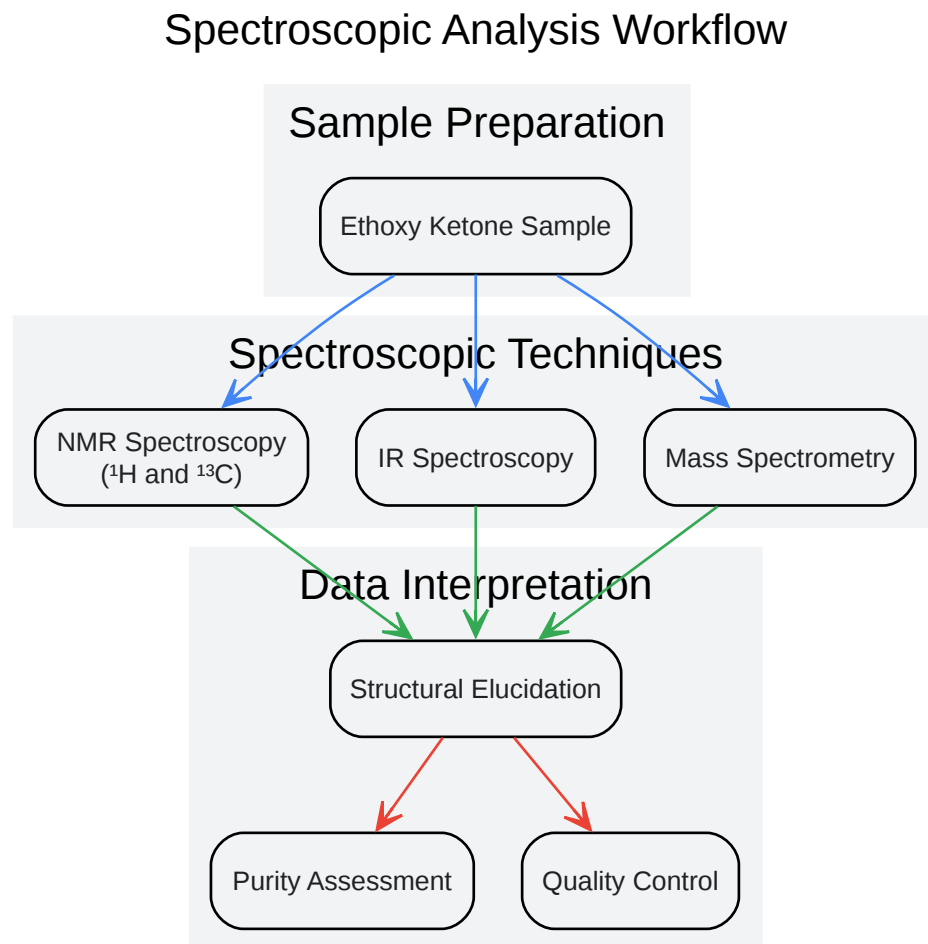 Spectroscopic Analysis Workflow
Sample Preparation
Ethoxy Ketone Sample
Spectroscopic Techniques
NMR Spectroscopy
(¹H and ¹³C)
IR Spectroscopy
Mass Spectrometry
Data Interpretation
Structural Elucidation
Purity Assessment
Quality Control